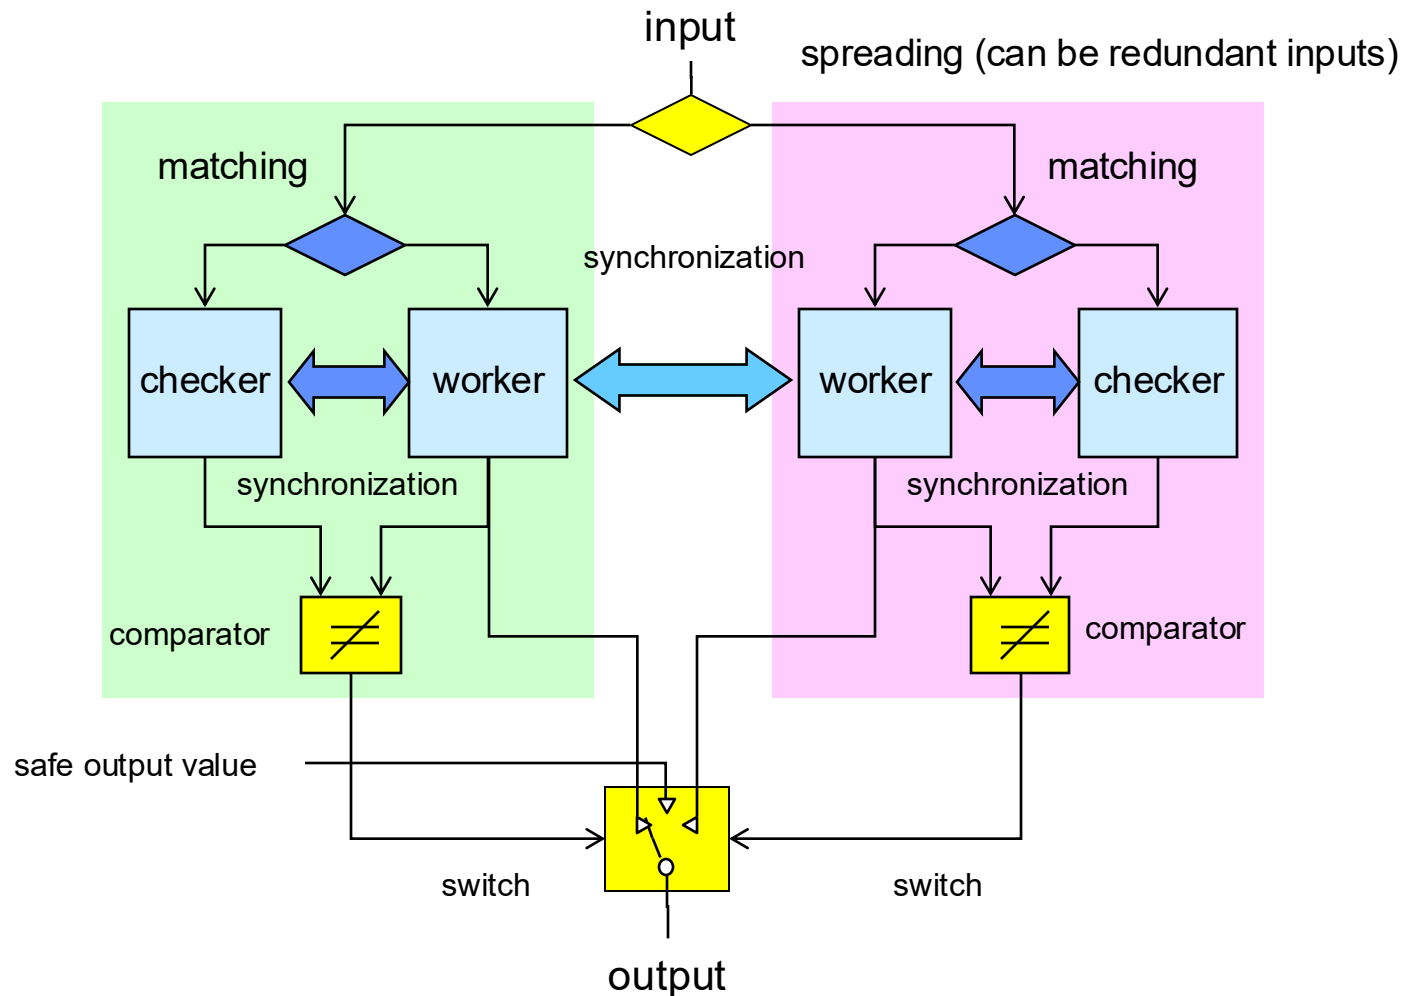 input
spreading (can be redundant inputs)
matching
matching
synchronization
checker
worker
worker
checker
synchronization
synchronization
comparator
≠
≠
comparator
safe output value
switch
switch
output